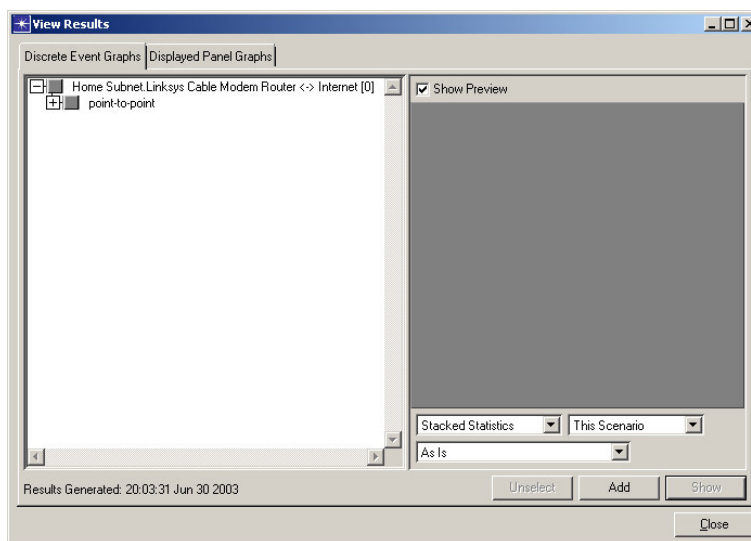 View Results
Discrete Event Graphs
Displayed Panel Graphs
Home Subnet.Linksys Cable Modem Router <-> Internet [0]
point-to-point
Show Preview
Stacked Statistics
This Scenario
As Is
Results Generated: 20:03:31 Jun 30 2003
Unselect
Add
Show
Close